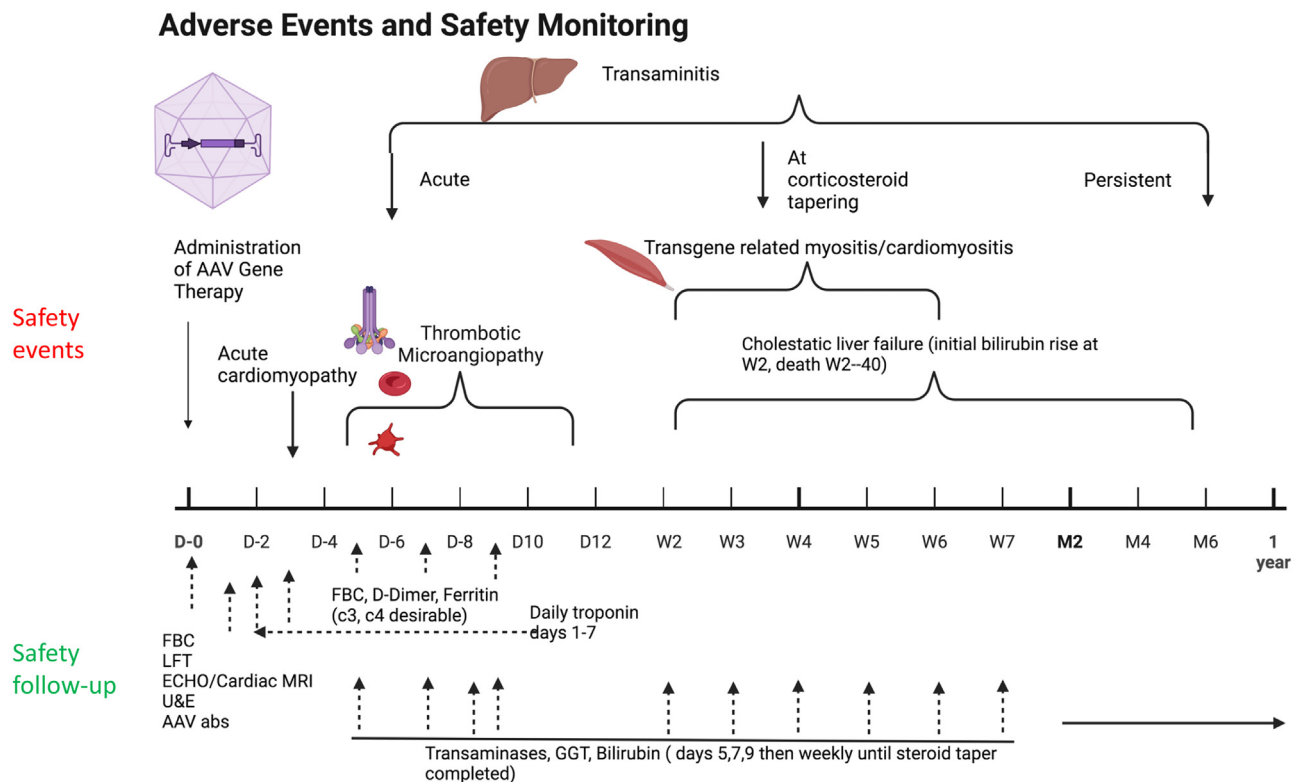 Adverse Events and Safety Monitoring
Transaminitis
Acute
At
corticosteroid
tapering
Persistent
Administration
of AAV Gene
Therapy
Transgene related myositis/cardiomyositis
Safety
events
Acute
cardiomyopathy
Thrombotic
Microangiopathy
Cholestatic liver failure (initial bilirubin rise at
W2, death W2--40)
D-0 D-2 D-4 D-6 D-8 D10 D12 W2 W3 W4 W5 W6 W7 M2 M4 M6 1
year
FBC, D-Dimer, Ferritin
(c3, c4 desirable)
Daily troponin
days 1-7
Safety
follow-up
FBC
LFT
ECHO/Cardiac MRI
U&E
AAV abs
Transaminases, GGT, Bilirubin ( days 5,7,9 then weekly until steroid taper
completed)